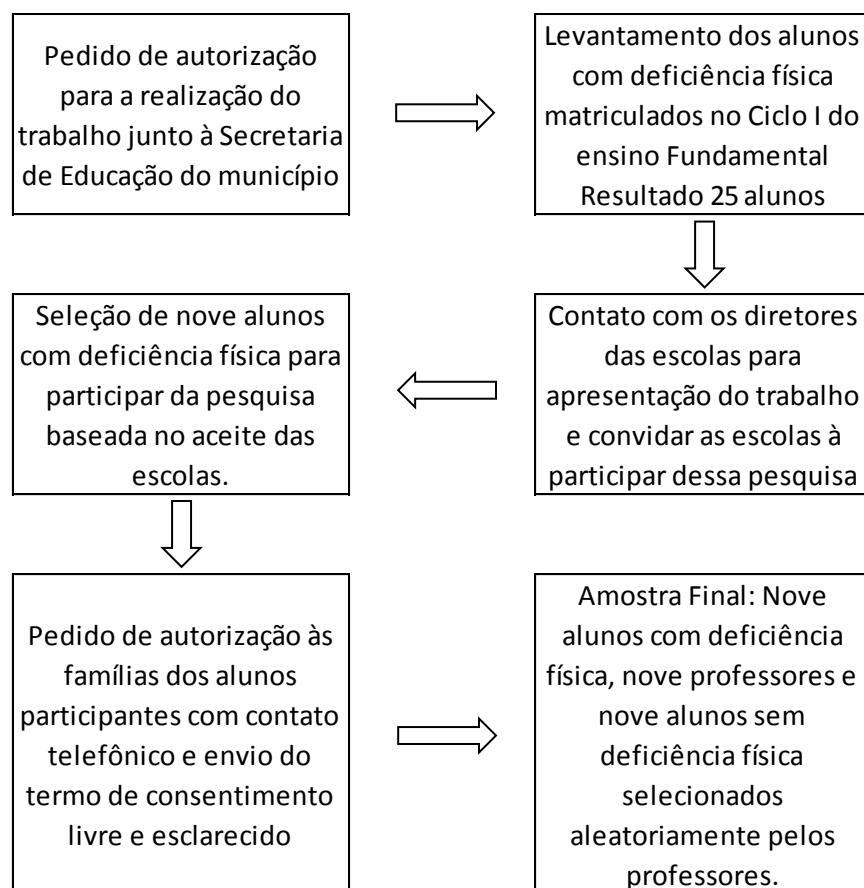 Pedido de autorização
para a realização do
trabalho junto à Secretaria
de Educação do município
Levantamento dos alunos
com deficiência física
matriculados no Ciclo I do
ensino Fundamental
Resultado 25 alunos
Contato com os diretores
das escolas para
apresentação do trabalho
e convidar as escolas à
participar dessa pesquisa
Seleção de nove alunos
com deficiência física para
participar da pesquisa
baseada no aceite das
escolas.
Pedido de autorização às
famílias dos alunos
participantes com contato
telefônico e envio do
termo de consentimento
livre e esclarecido
Amostra Final: Nove
alunos com deficiência
física, nove professores e
nove alunos sem
deficiência física
selecionados
aleatoriamente pelos
professores.